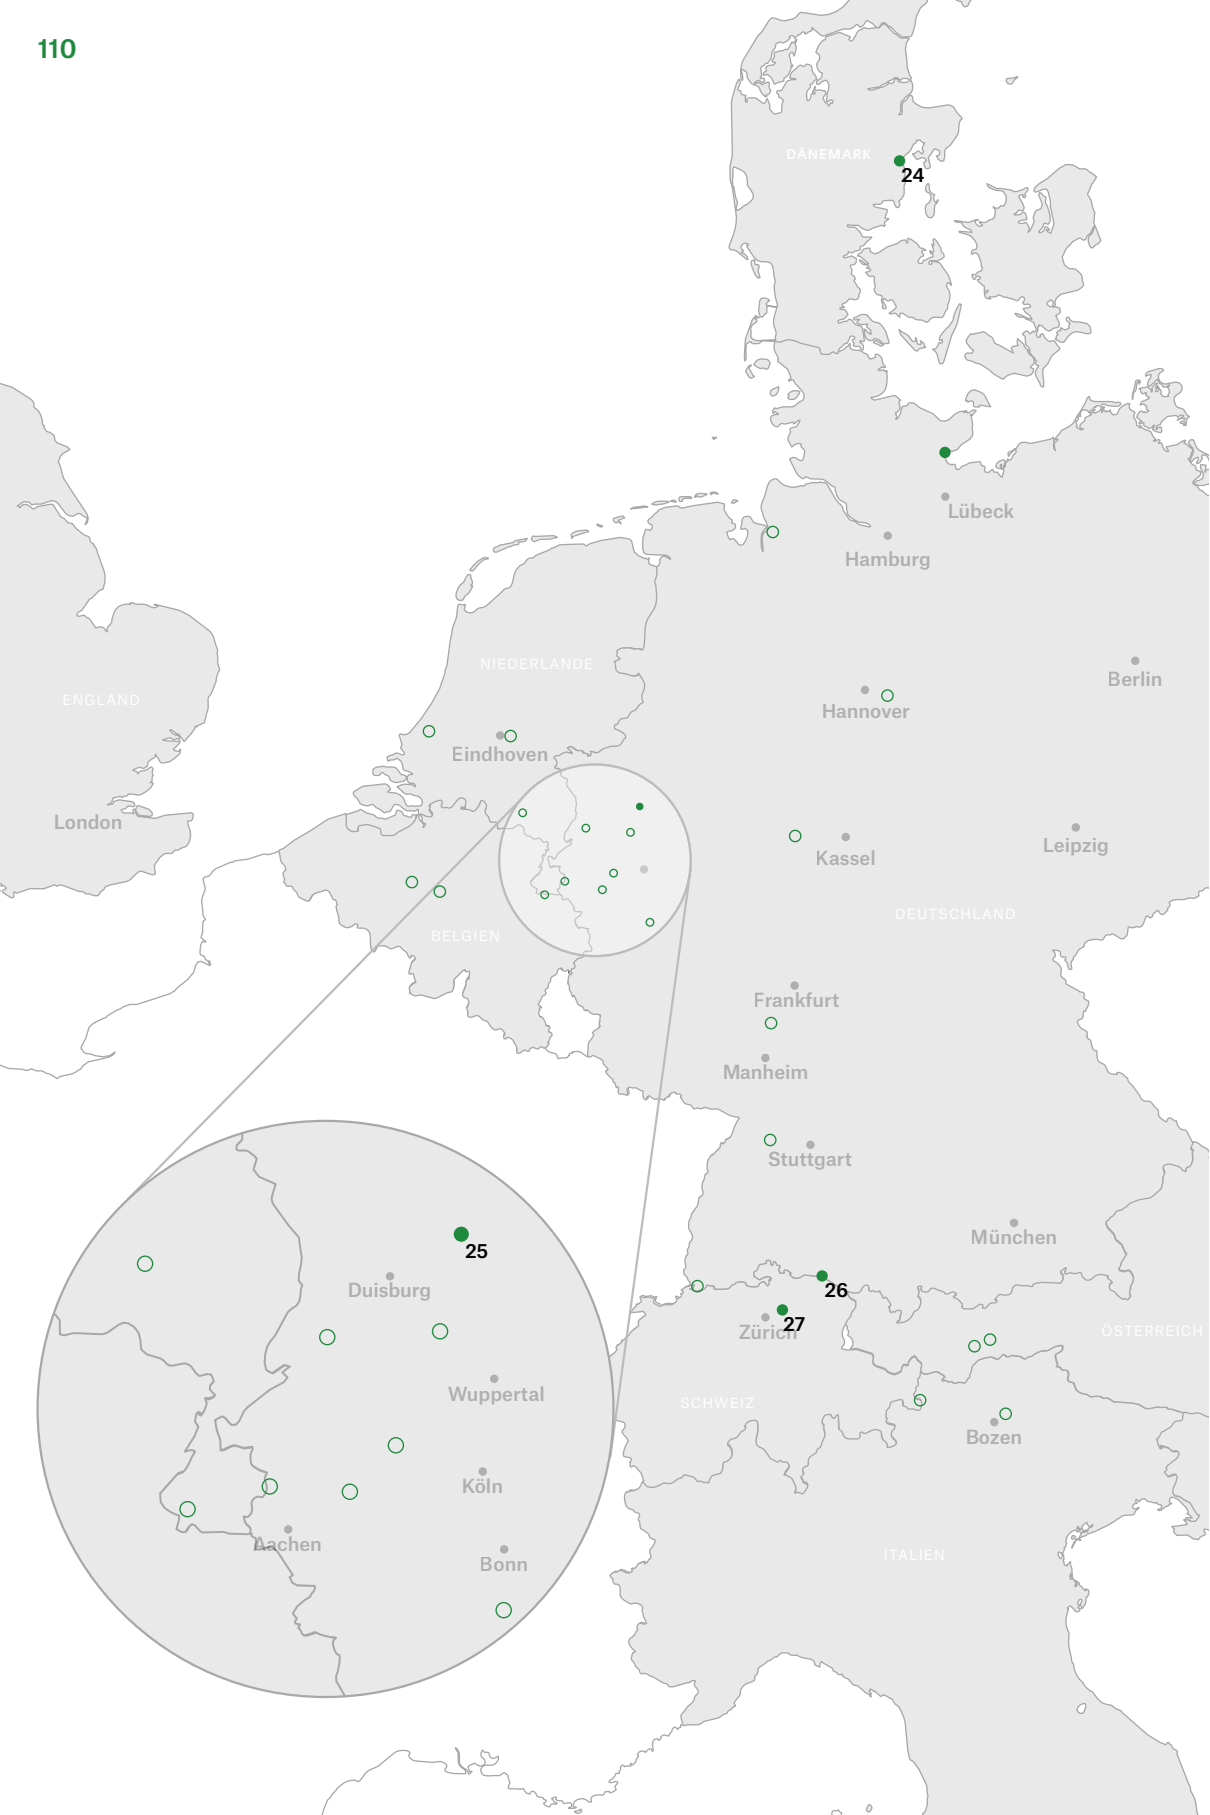 110
DÄNEMARK
24
Lübeck
Hamburg
NIEDERLANDE
Berlin
ENGLAND
Hannover
Eindhoven
London
Kassel
Leipzig
DEUTSCHLAND
BELGIEN
Frankfurt
Manheim
Stuttgart
München
25
Duisburg
26
27
Zürich
ÖSTERREICH
Wuppertal
SCHWEIZ
Bozen
Köln
Aachen
ITALIEN
Bonn